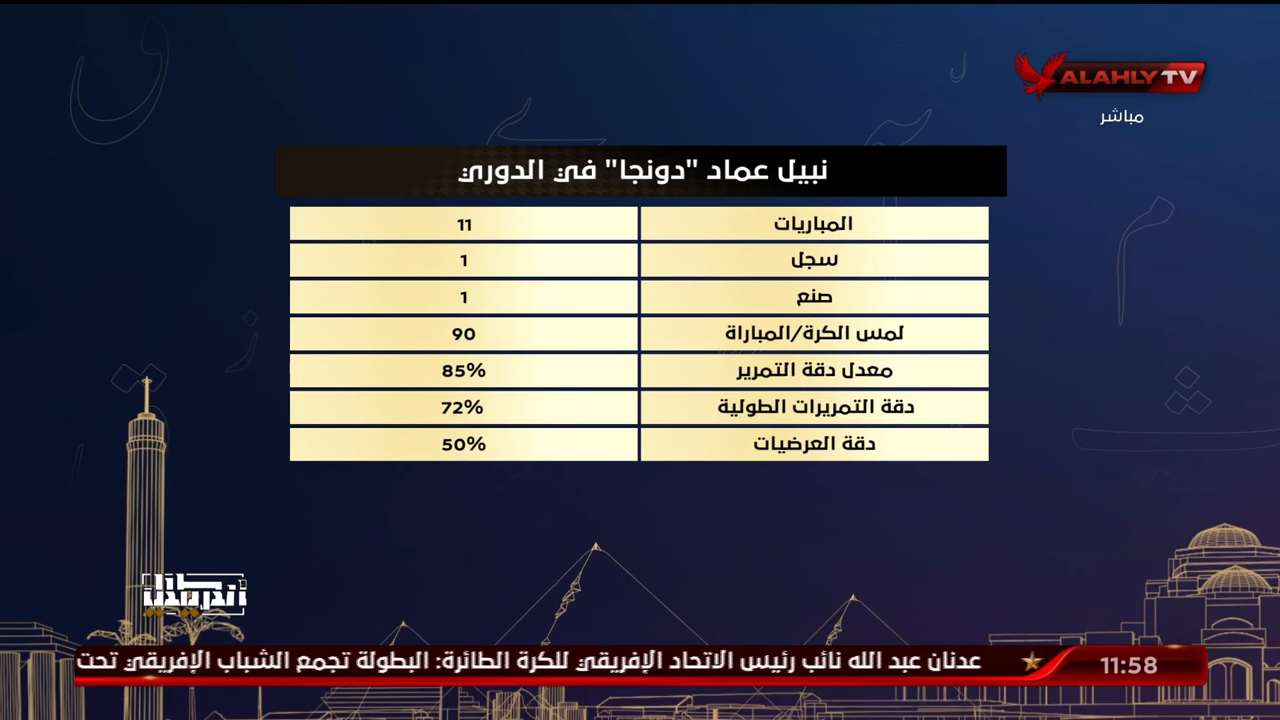 ALAHLY TV
مباشر
نبيل عماد "دونجا" في الدوري
المباريات 11
سجل 1
صنع 1
لمس الكرة/المباراة 90
معدل دقة التمرير 85%
دقة التمريرات الطولية 72%
دقة العرضيات 50%
11:58 عدنان عبد الله نائب رئيس الاتحاد الإفريقي للكرة الطائرة: البطولة تجمع الشباب الإفريقي تحت